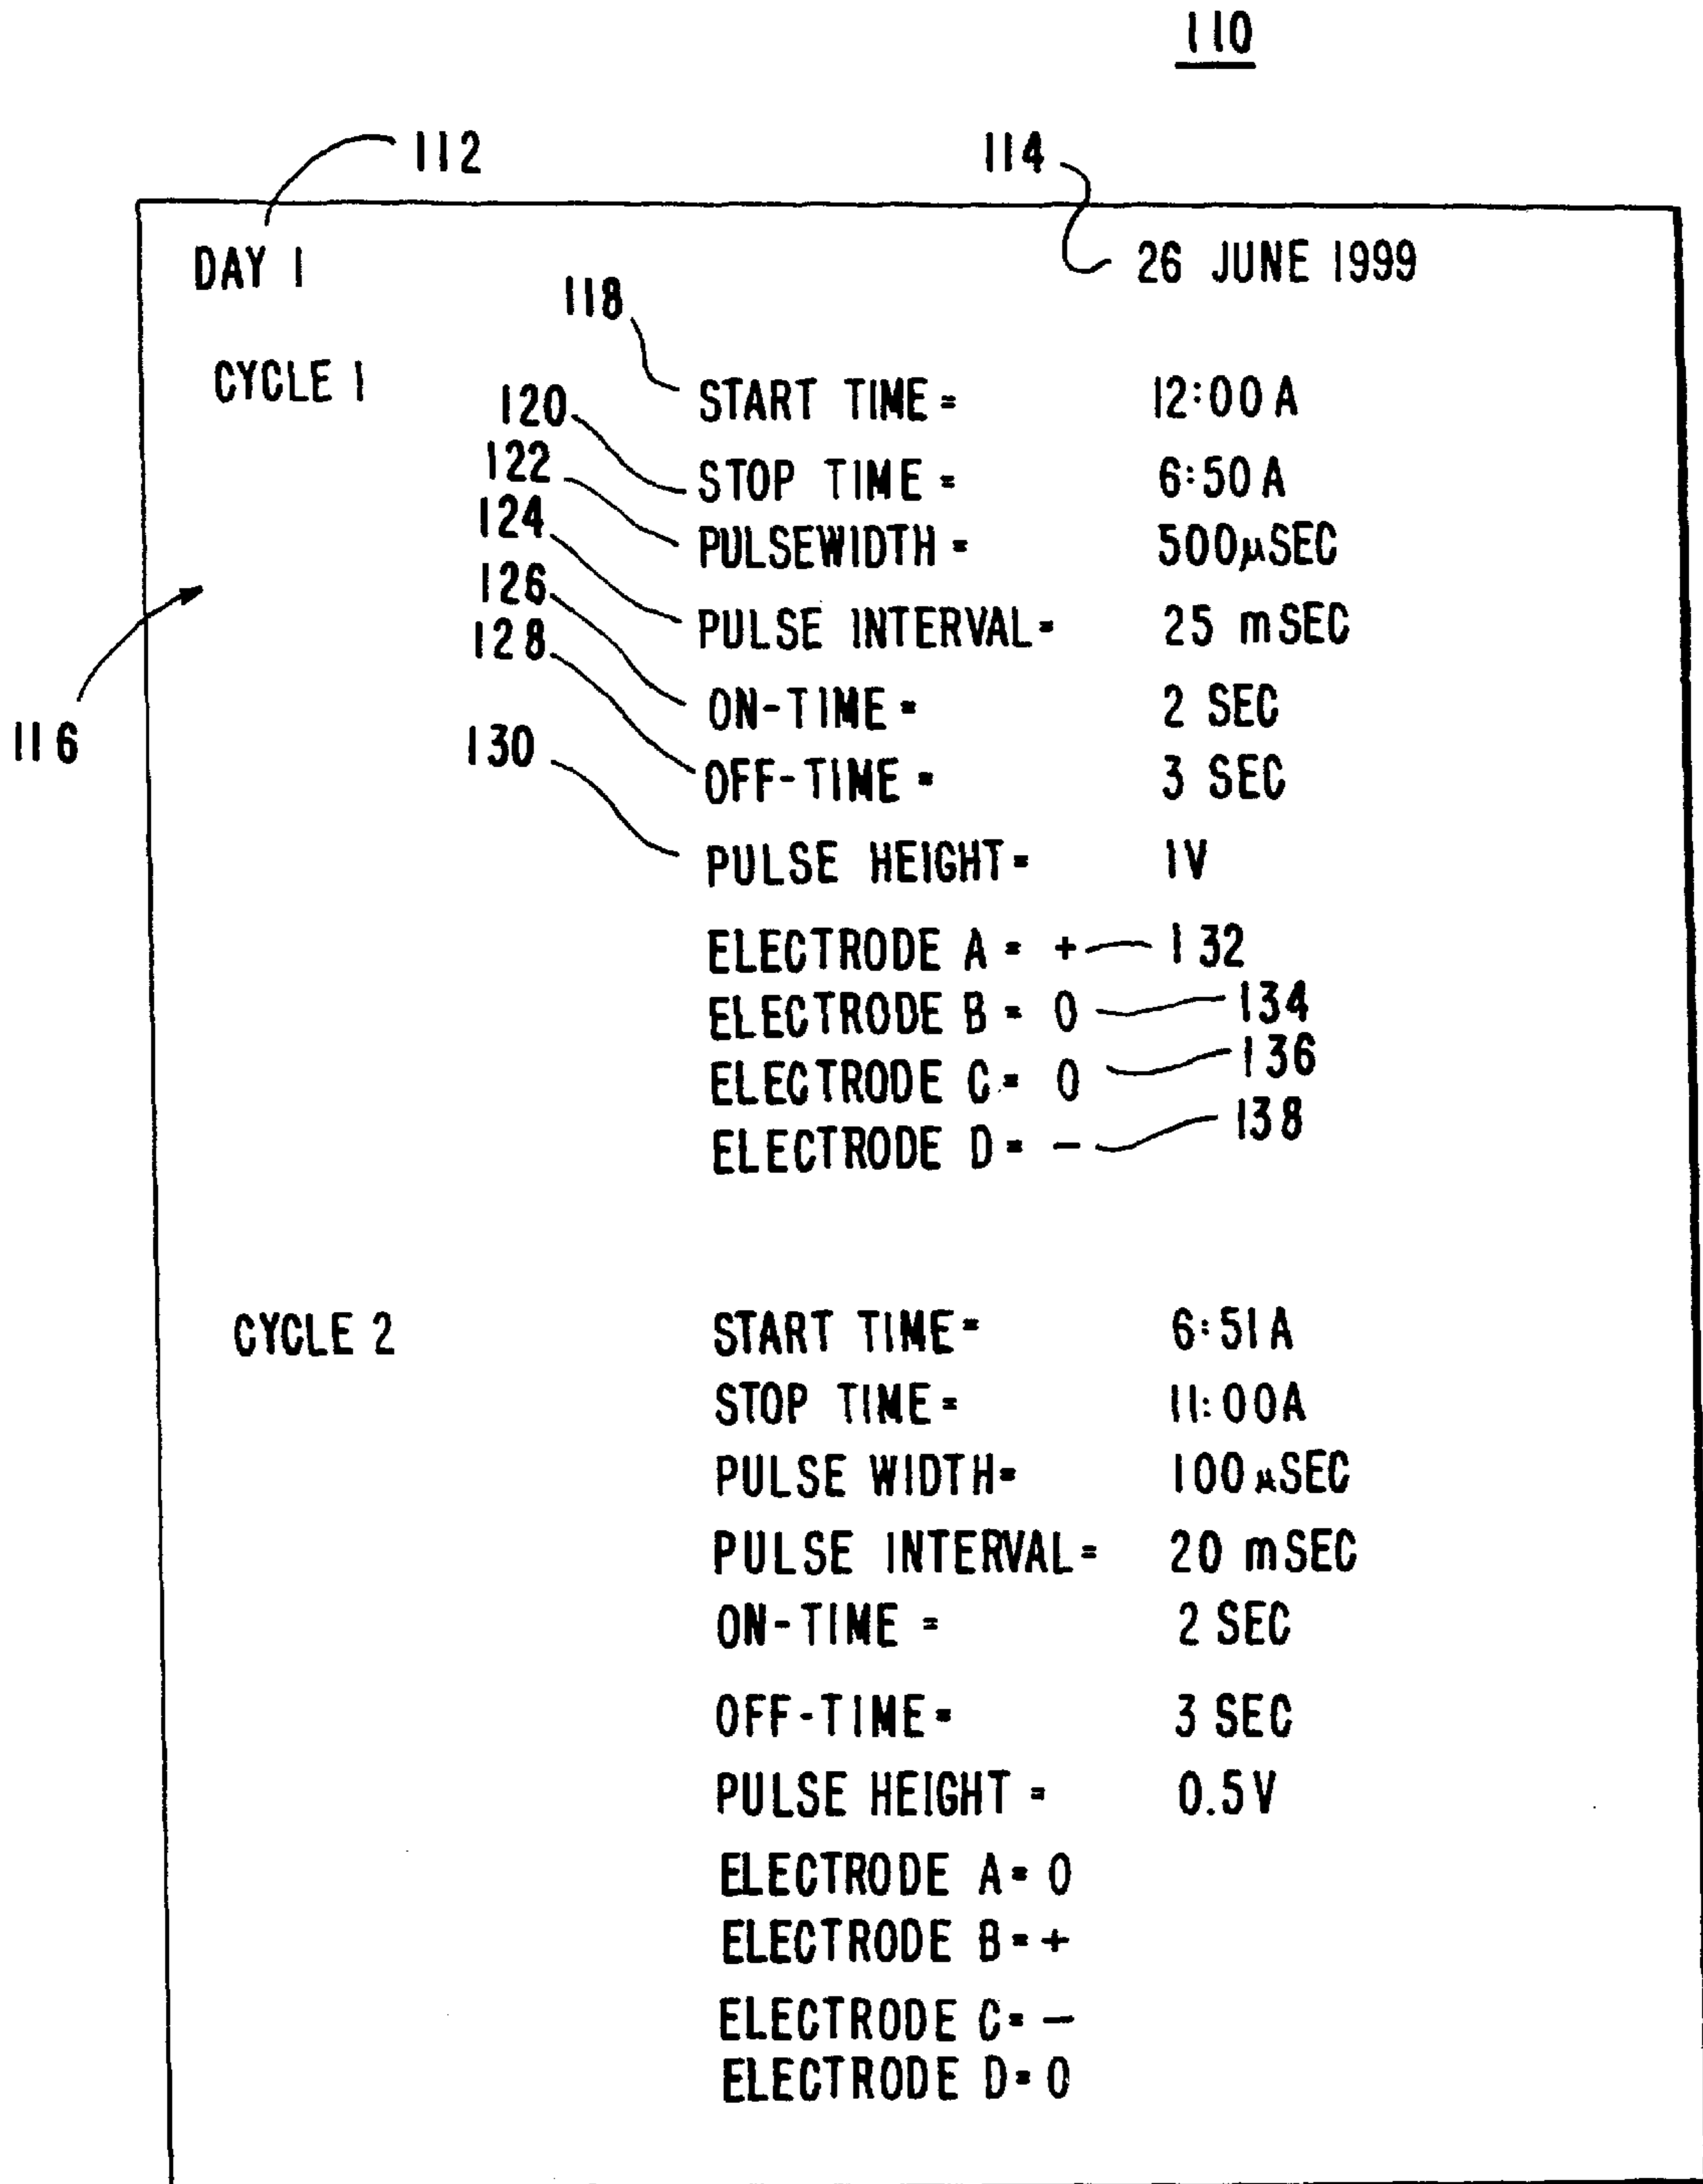 110
112 114
DAY 1 26 JUNE 1999
118
CYCLE 1 START TIME = 12:00 A
120
STOP TIME = 6:50 A
122
PULSEWIDTH = 500µSEC
124
PULSE INTERVAL= 25 mSEC
126
128
ON-TIME = 2 SEC
116
130
OFF-TIME = 3 SEC
PULSE HEIGHT= 1V
ELECTRODE A = + 132
ELECTRODE B = 0 134
ELECTRODE C = 0 136
ELECTRODE D = − 138
CYCLE 2 START TIME= 6:51 A
STOP TIME = 11:00A
PULSE WIDTH= 100µSEC
PULSE INTERVAL= 20 mSEC
ON-TIME = 2 SEC
OFF-TIME= 3 SEC
PULSE HEIGHT = 0.5V
ELECTRODE A= 0
ELECTRODE B= +
ELECTRODE C= −
ELECTRODE D= 0